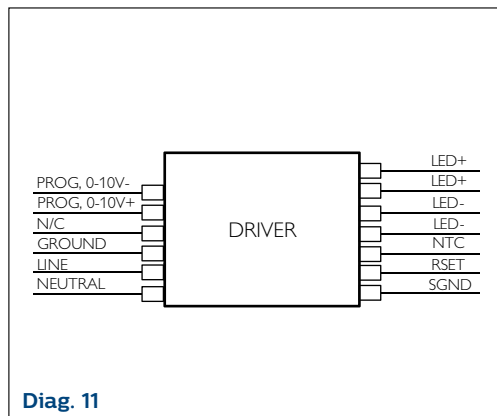 PROG, 0-10V-
PROG, 0-10V+
N/C
GROUND
LINE
NEUTRAL
DRIVER
LED+
LED+
LED-
LED-
NTC
RSET
SGND
Diag. 11